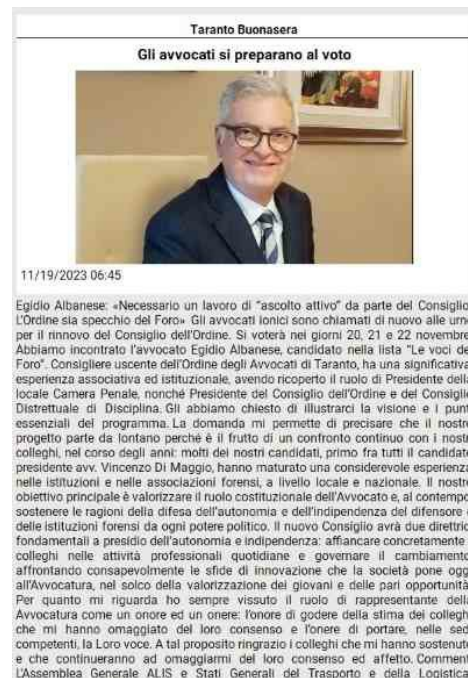 Taranto Buonasera
Gli avvocati si preparano al voto
11/19/2023 06:45
Egidio Albanese: «Necessario un lavoro di "ascolto attivo" da parte del Consiglio
L'Ordine sia specchio del Foro» Gli avvocati ionici sono chiamati di nuovo alle urne
per il rinnovo del Consiglio dell'Ordine. Si voterà nei giorni 20, 21 e 22 novembre
Abbiamo incontrato l'avvocato Egidio Albanese, candidato nella lista "Le voci de
Foro". Consigliere uscente dell'Ordine degli Avvocati di Taranto, ha una significativa
esperienza associativa ed istituzionale, avendo ricoperto il ruolo di Presidente della
locale Camera Penale, nonché Presidente del Consiglio dell'Ordine e del Consiglio
Distrettuale di Disciplina. Gli abbiamo chiesto di illustrarci la visione e i punt
essenziali del programma. La domanda mi permette di precisare che il nostro
progetto parte da lontano perché è il frutto di un confronto continuo con i nostr
colleghi, nel corso degli anni: molti dei nostri candidati, primo fra tutti il candidato
presidente avv. Vincenzo Di Maggio, hanno maturato una considerevole esperienza
nelle istituzioni e nelle associazioni forensi, a livello locale e nazionale. Il nostro
obiettivo principale è valorizzare il ruolo costituzionale dell'Avvocato e, al contempo
sostenere le ragioni della difesa dell'autonomia e dell'indipendenza del difensore e
delle istituzioni forensi da ogni potere politico. Il nuovo Consiglio avrà due direttric
fondamentali a presidio dell'autonomia e indipendenza: affiancare concretamente
colleghi nelle attività professionali quotidiane e governare il cambiamento
affrontando consapevolmente le sfide di innovazione che la società pone ogg
all'Avvocatura, nel solco della valorizzazione dei giovani e delle pari opportunità
Per quanto mi riguarda ho sempre vissuto il ruolo di rappresentante della
Avvocatura come un onore ed un onere: l'onore di godere della stima dei collegh
che mi hanno omaggiato del loro consenso e l'onere di portare, nelle sed
competenti, la Loro voce. A tal proposito ringrazio i colleghi che mi hanno sostenuto
e che continueranno ad omaggiarmi del loro consenso ed affetto. Comment
L'Assemblea Generale ALIS e Stati Generali del Trasporto e della Logistica